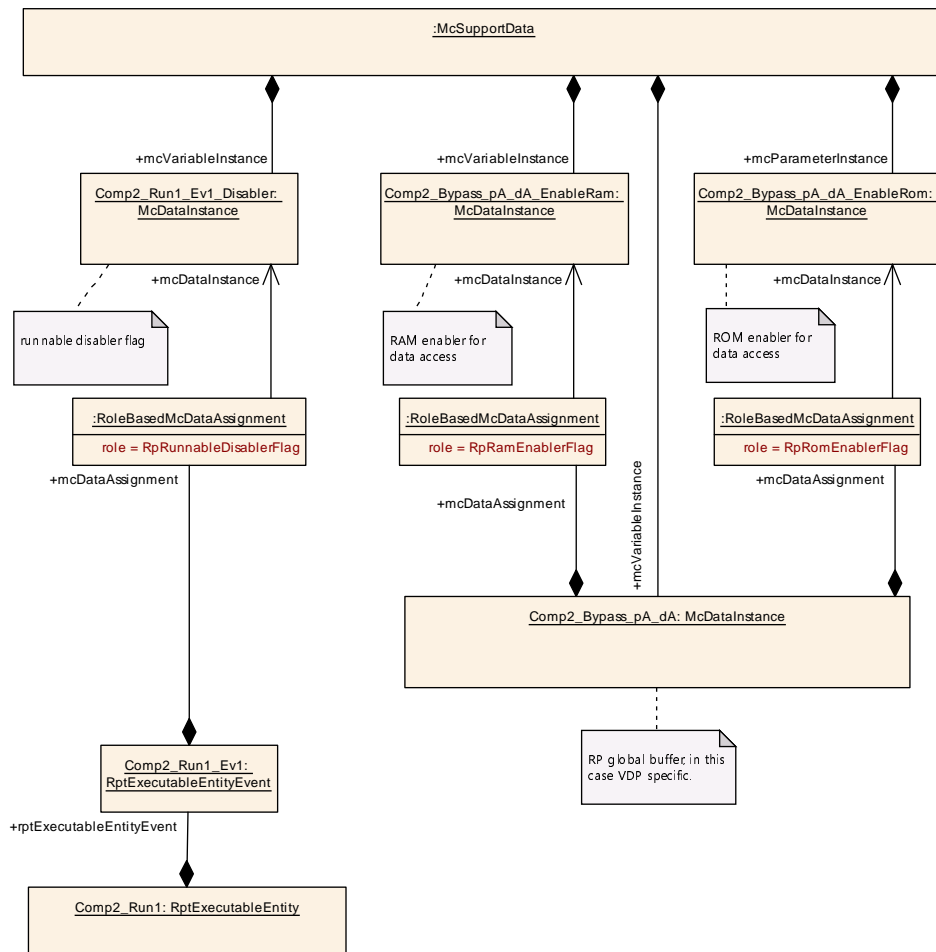 :McSupportData
+mcVariableInstance
+mcVariableInstance
+mcParameterInstance
Comp2_Run1_Ev1_Disabler:
McDataInstance
Comp2_Bypass_pA_dA_EnableRam:
McDataInstance
Comp2_Bypass_pA_dA_EnableRom:
McDataInstance
+mcDataInstance
+mcDataInstance
+mcDataInstance
runnable disabler flag
RAM enabler for
data access
ROM enabler for
data access
:RoleBasedMcDataAssignment
role = RpRunnableDisablerFlag
:RoleBasedMcDataAssignment
role = RpRamEnablerFlag
:RoleBasedMcDataAssignment
role = RpRomEnablerFlag
+mcDataAssignment
+mcDataAssignment
+mcVariableInstance
+mcDataAssignment
Comp2_Bypass_pA_dA: McDataInstance
RP global buffer, in this
case VDP specific.
Comp2_Run1_Ev1:
RptExecutableEntityEvent
+rptExecutableEntityEvent
Comp2_Run1: RptExecutableEntity